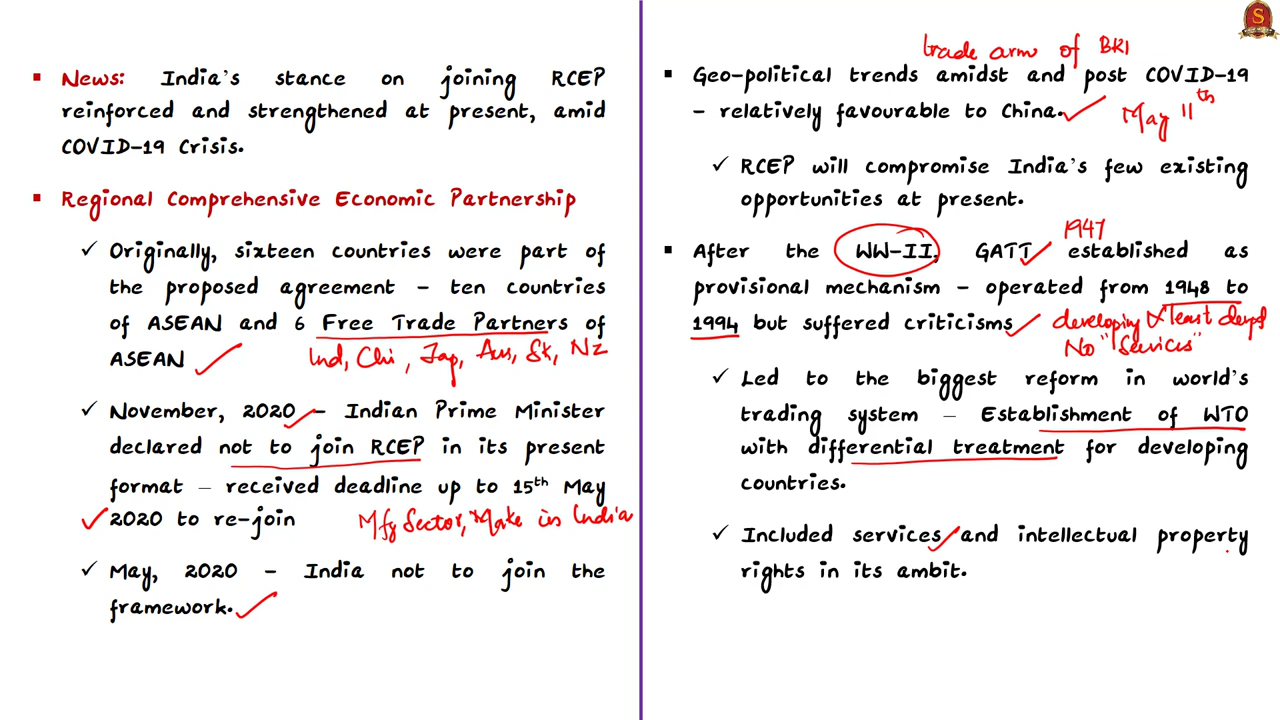 ▪ News: India's stance on joining RCEP
reinforced and strengthened at present, amid
COVID-19 Crisis.
▪ Regional Comprehensive Economic Partnership
✓ Originally, sixteen countries were part of
the proposed agreement – ten countries
of ASEAN and 6 Free Trade Partners of
ASEAN
Ind, Chi, Jap, Aus, Sk, Nz
✓ November, 2020 – Indian Prime Minister
declared not to join RCEP in its present
format – received deadline up to 15th May
2020 to re-join
Mfg Sector, Make in India
✓ May, 2020 – India not to join the
framework.
trade arm of BRI
▪ Geo-political trends amidst and post COVID-19
– relatively favourable to China.
May 11th
✓ RCEP will compromise India's few existing
opportunities at present.
1947
▪ After the WW-II, GATT established as
provisional mechanism – operated from 1948 to
1994 but suffered criticisms
developing & least
No "Services"
✓ Led to the biggest reform in world's
trading system – Establishment of WTO
with differential treatment for developing
countries.
✓ Included services and intellectual property
rights in its ambit.
S